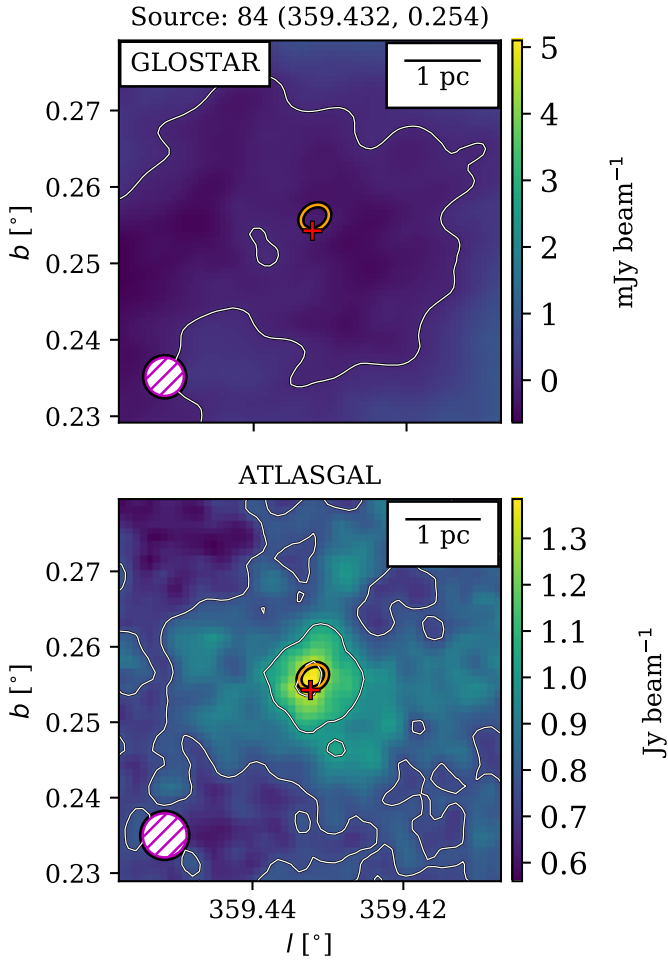 Source: 84 (359.432, 0.254)
GLOSTAR
1 pc
0.27
0.26
0.25
0.24
0.23
b [°]
5
4
3
2
1
0
mJy beam⁻¹
ATLASGAL
1 pc
0.27
0.26
0.25
0.24
0.23
b [°]
1.3
1.2
1.1
1.0
0.9
0.8
0.7
0.6
Jy beam⁻¹
359.44 359.42
l [°]